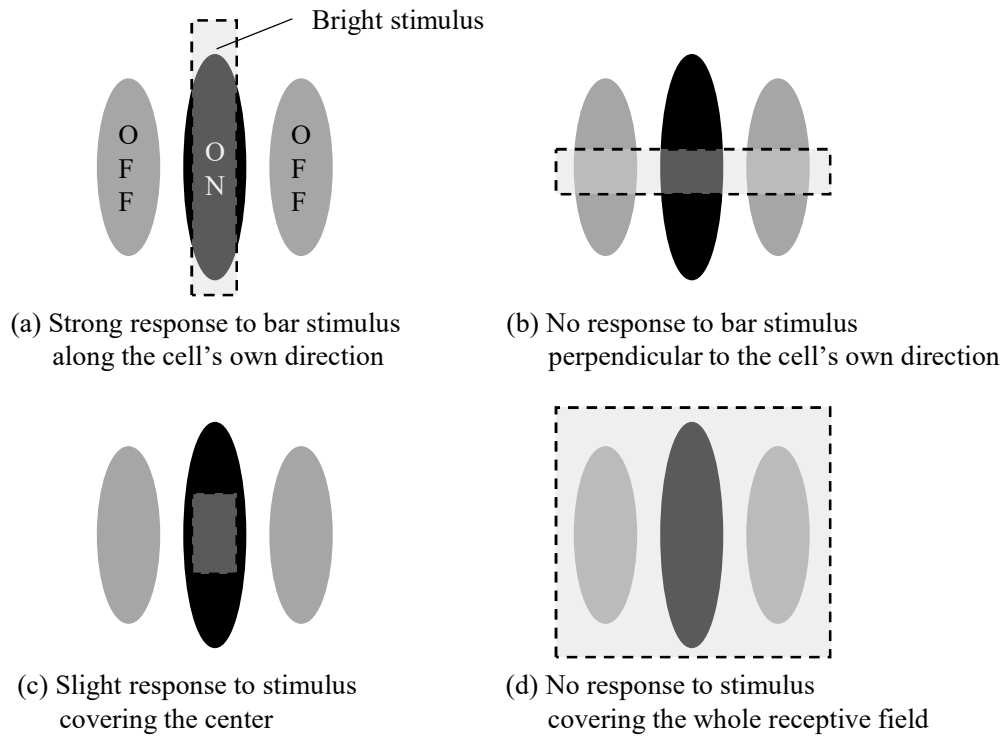 Bright stimulus
O
F
F
O
N
O
F
F
(a) Strong response to bar stimulus
along the cell’s own direction
(b) No response to bar stimulus
perpendicular to the cell’s own direction
(c) Slight response to stimulus
covering the center
(d) No response to stimulus
covering the whole receptive field